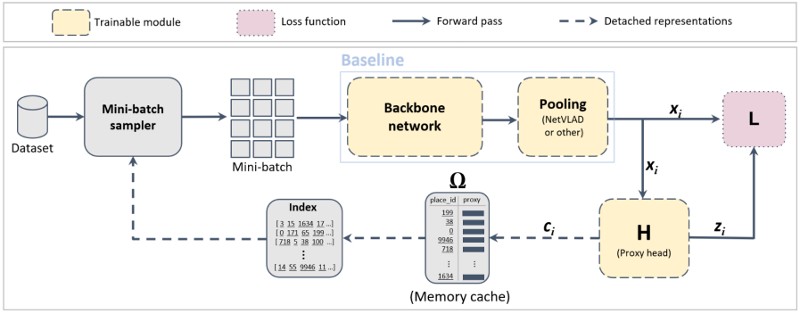 Trainable module
Loss function
Forward pass
Detached representations
Baseline
Dataset
Mini-batch
sampler
Mini-batch
Backbone
network
Pooling
(NetVLAD
or other)
x_i
L
x_i
H
(Proxy head)
z_i
c_i
Ω
place_id proxy
199
38
0
9946
718
⋮ ⋮
1634
(Memory cache)
Index
[ 3 15 1634 17 ...]
[ 0 171 65 199 ...]
[ 718 5 38 100 ...]
⋮
[ 14 55 9946 11 ...]